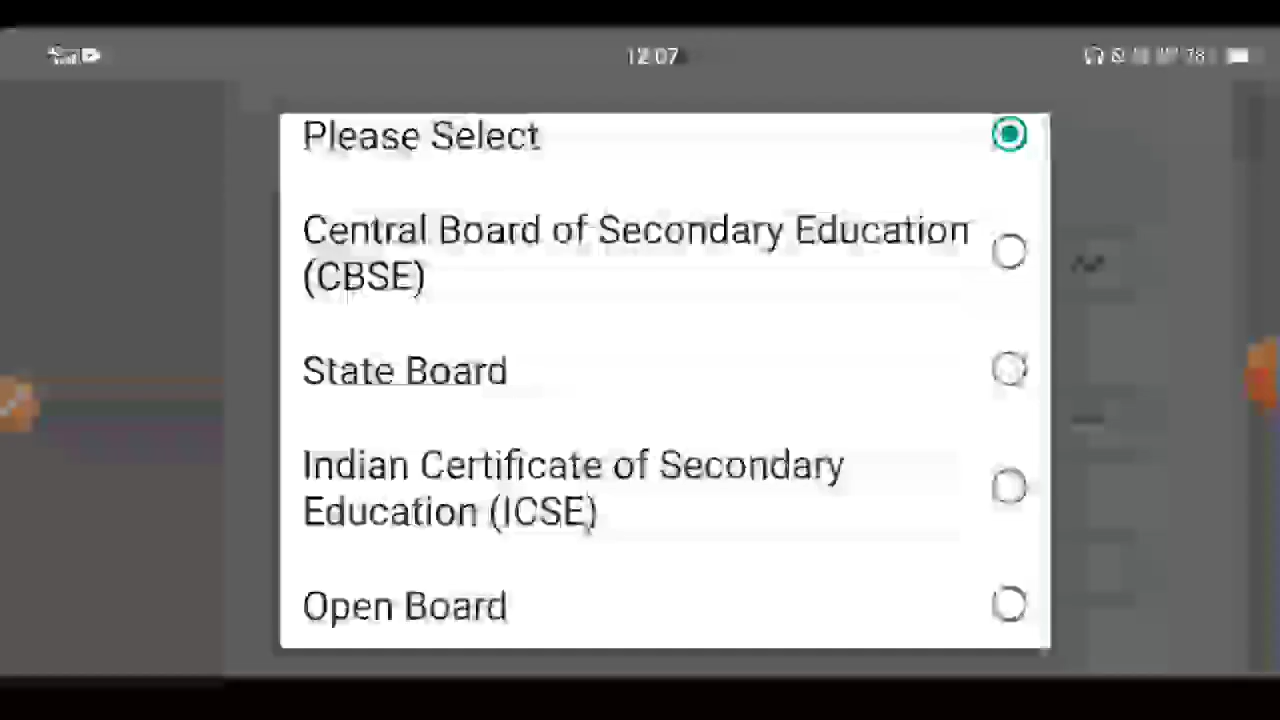 12:07
Please Select
Central Board of Secondary Education
(CBSE)
State Board
Indian Certificate of Secondary
Education (ICSE)
Open Board